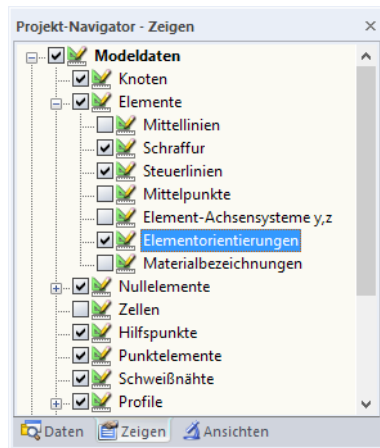 Projekt-Navigator - Zeigen
Modeldaten
Knoten
Elemente
Mittellinien
Schraffur
Steuerlinien
Mittelpunkte
Element-Achsensysteme y,z
Elementorientierungen
Materialbezeichnungen
Nullelemente
Zellen
Hilfspunkte
Punktelemente
Schweißnähte
Profile
Daten Zeigen Ansichten